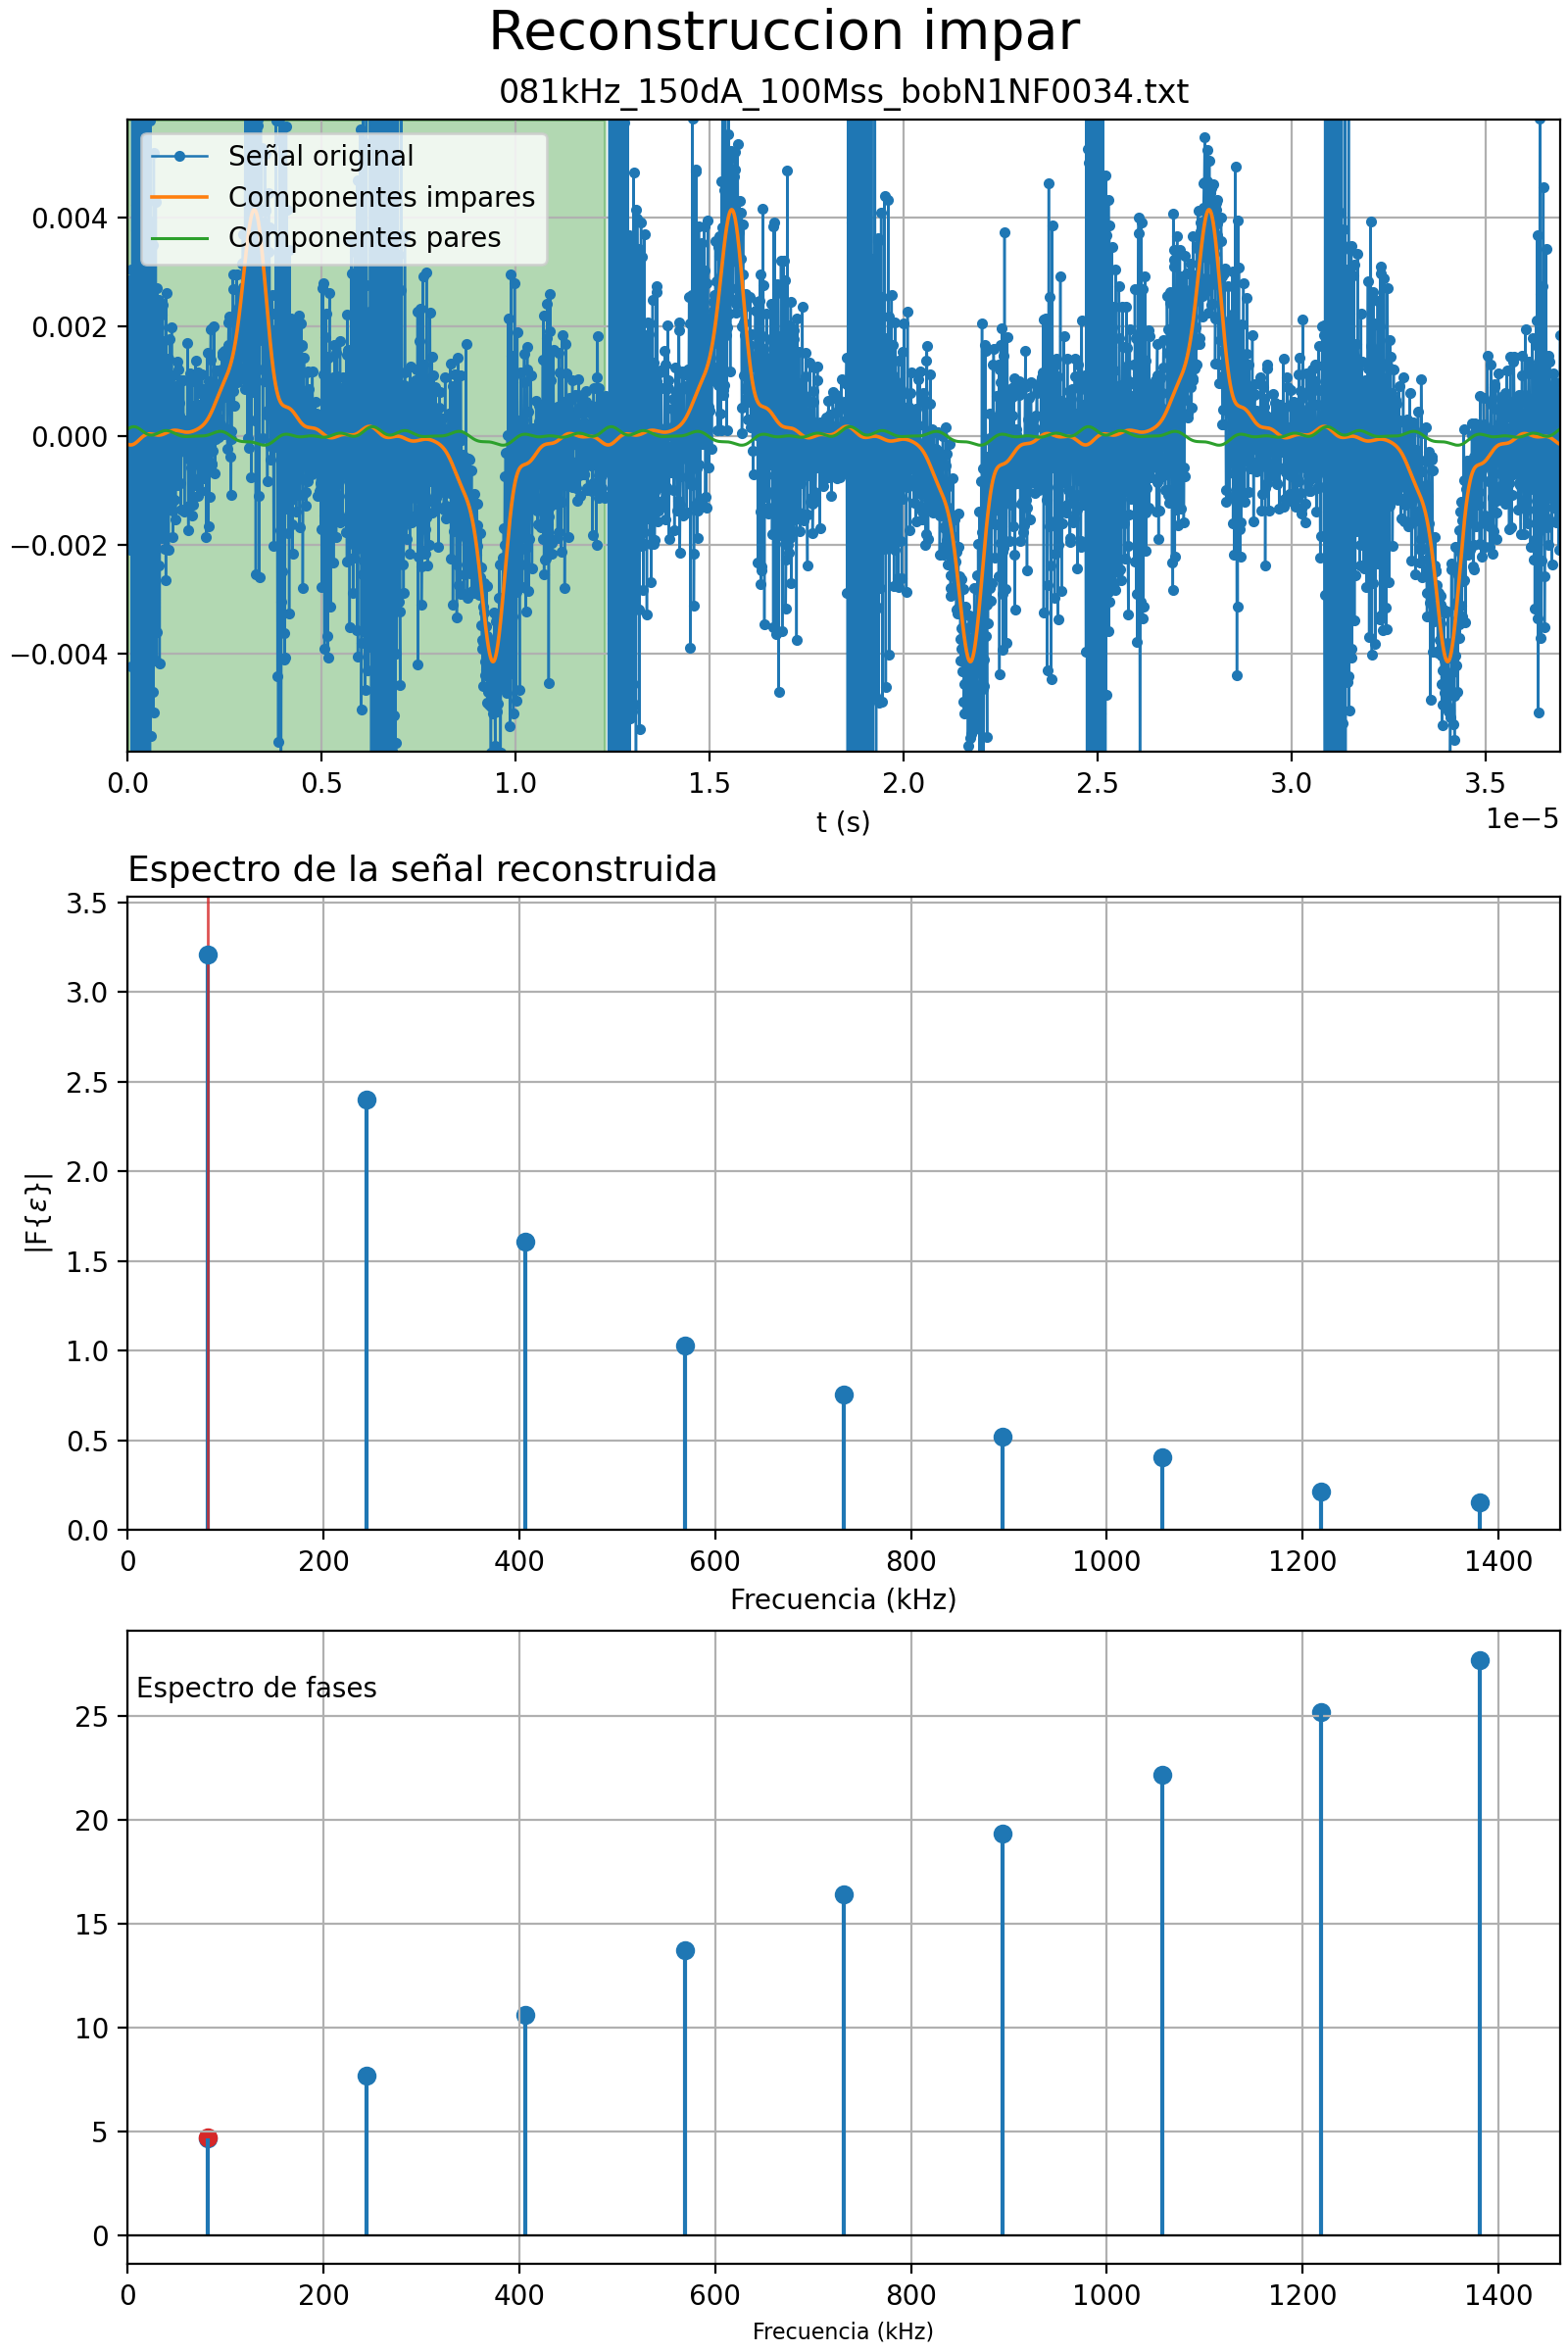 Reconstruccion impar
081kHz_150dA_100Mss_bobN1NF0034.txt
Señal original
Componentes impares
Componentes pares
0.004
0.002
0.000
−0.002
−0.004
0.0 0.5 1.0 1.5 2.0 2.5 3.0 3.5
1e−5
t (s)
Espectro de la señal reconstruida
3.5
3.0
2.5
2.0
1.5
1.0
0.5
0.0
|F{ε}|
0 200 400 600 800 1000 1200 1400
Frecuencia (kHz)
Espectro de fases
25
20
15
10
5
0
0 200 400 600 800 1000 1200 1400
Frecuencia (kHz)